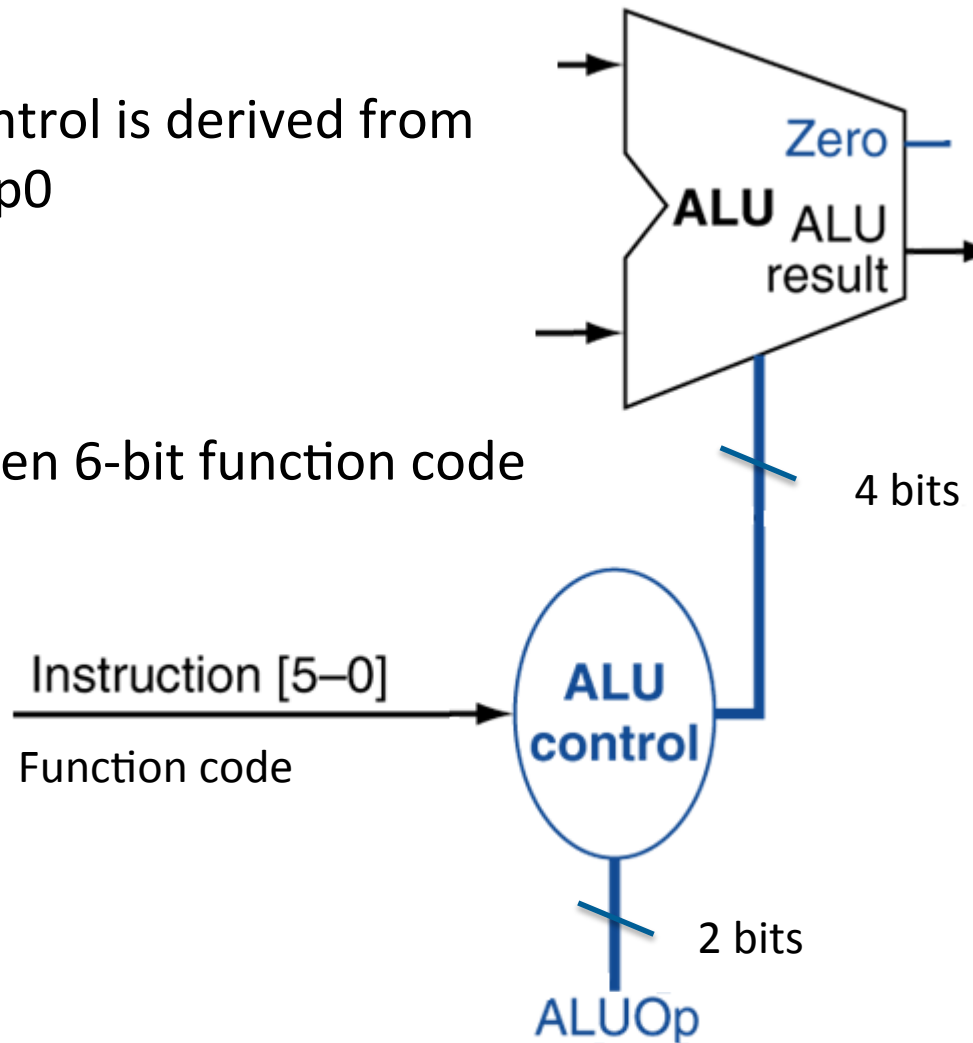 ntrol is derived from
p0
Zero
ALU
ALU
result
en 6-bit function code
4 bits
Instruction [5–0]
ALU
control
Function code
2 bits
ALUOp